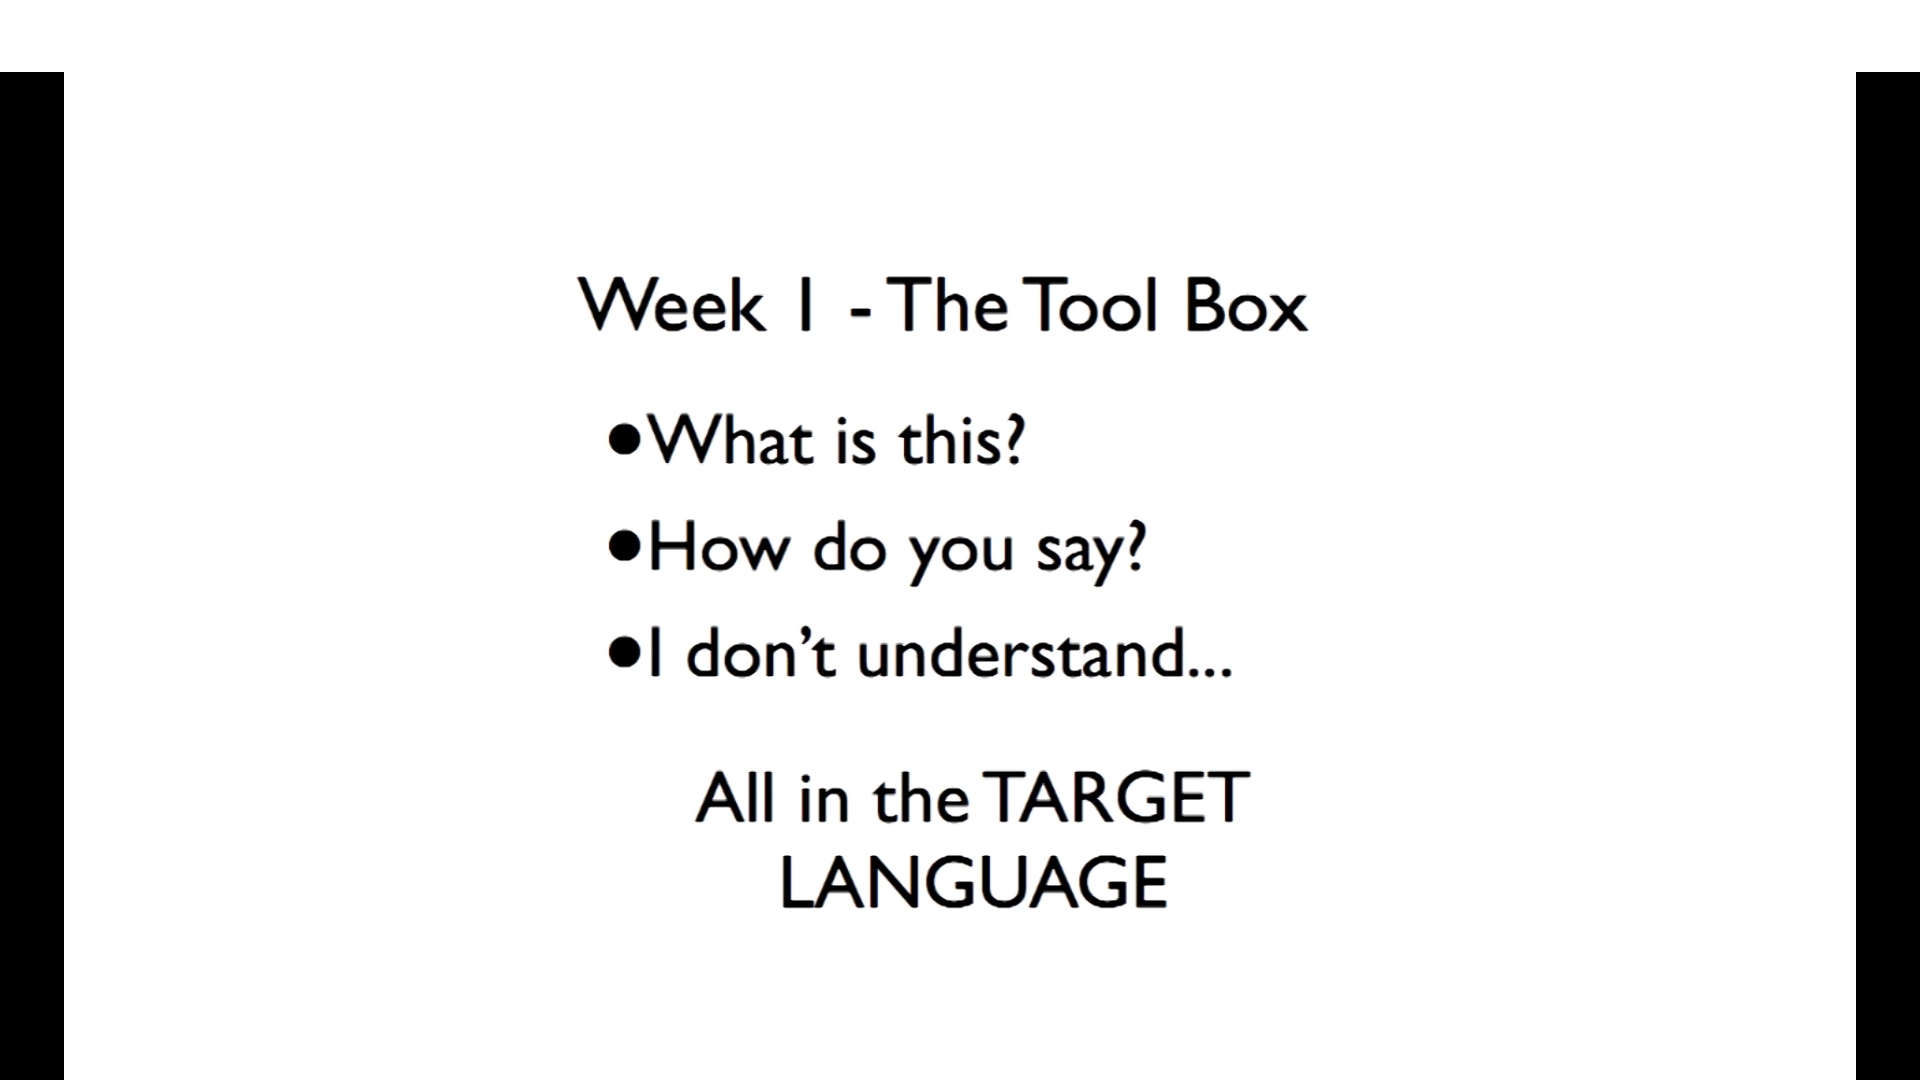 Week 1 - The Tool Box
•What is this?
•How do you say?
•I don’t understand...
All in the TARGET
LANGUAGE